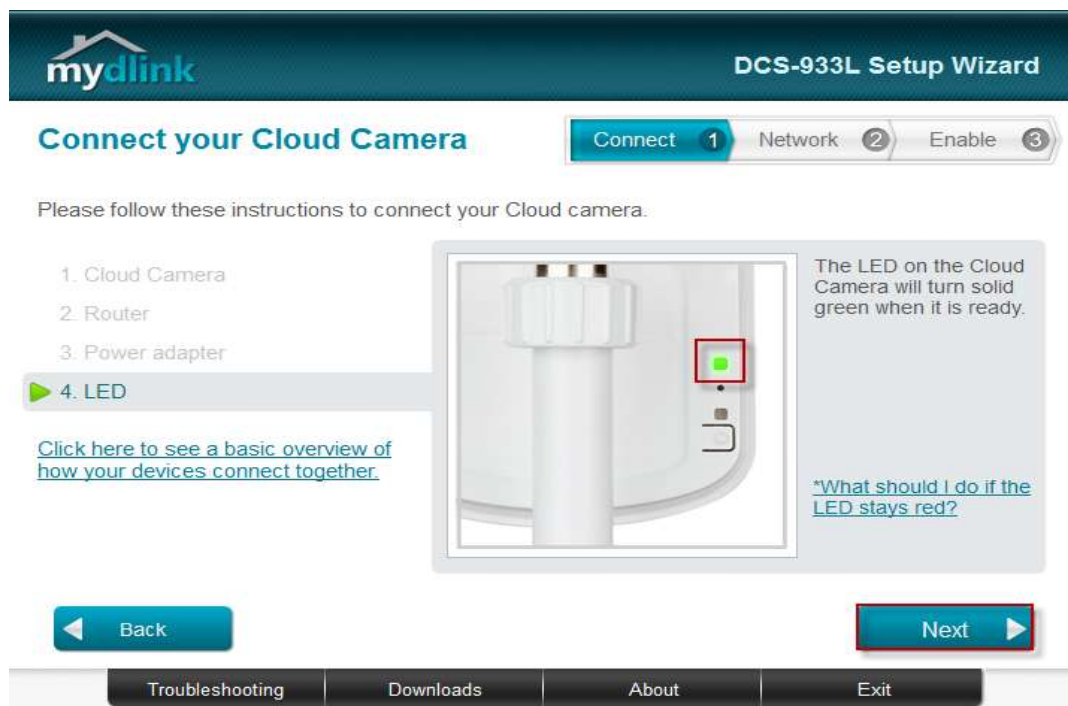 mydlink
DCS-933L Setup Wizard
Connect your Cloud Camera
Connect 1 Network 2 Enable 3
Please follow these instructions to connect your Cloud camera.
1. Cloud Camera
2. Router
3. Power adapter
4. LED
Click here to see a basic overview of
how your devices connect together.
The LED on the Cloud
Camera will turn solid
green when it is ready.
*What should I do if the
LED stays red?
Back
Next
Troubleshooting Downloads About Exit